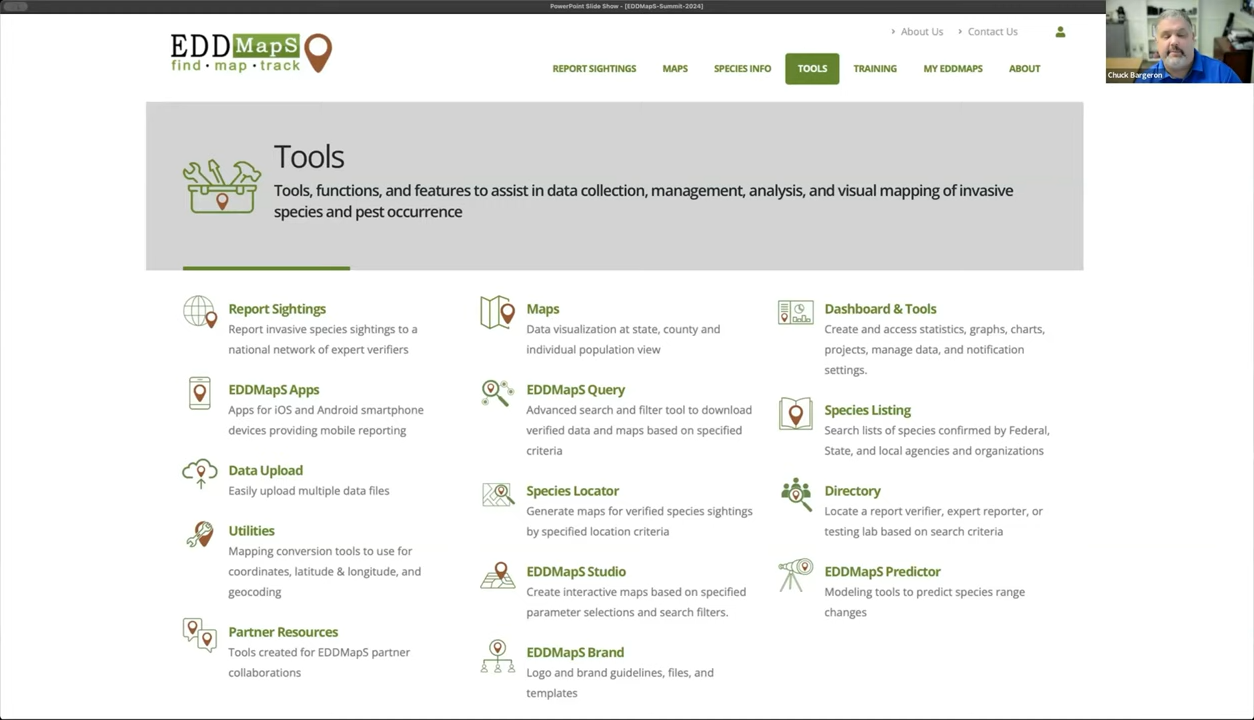 PowerPoint Slide Show - [EDDMapS-Summit-2024]
EDDMapS
find • map • track
About Us
Contact Us
REPORT SIGHTINGS
MAPS
SPECIES INFO
TOOLS
TRAINING
MY EDDMAPS
ABOUT
Chuck Bargeron
Tools
Tools, functions, and features to assist in data collection, management, analysis, and visual mapping of invasive
species and pest occurrence
Report Sightings
Report invasive species sightings to a
national network of expert verifiers
EDDMapS Apps
Apps for iOS and Android smartphone
devices providing mobile reporting
Data Upload
Easily upload multiple data files
Utilities
Mapping conversion tools to use for
coordinates, latitude & longitude, and
geocoding
Partner Resources
Tools created for EDDMapS partner
collaborations
Maps
Data visualization at state, county and
individual population view
EDDMapS Query
Advanced search and filter tool to download
verified data and maps based on specified
criteria
Species Locator
Generate maps for verified species sightings
by specified location criteria
EDDMapS Studio
Create interactive maps based on specified
parameter selections and search filters.
EDDMapS Brand
Logo and brand guidelines, files, and
templates
Dashboard & Tools
Create and access statistics, graphs, charts,
projects, manage data, and notification
settings.
Species Listing
Search lists of species confirmed by Federal,
State, and local agencies and organizations
Directory
Locate a report verifier, expert reporter, or
testing lab based on search criteria
EDDMapS Predictor
Modeling tools to predict species range
changes